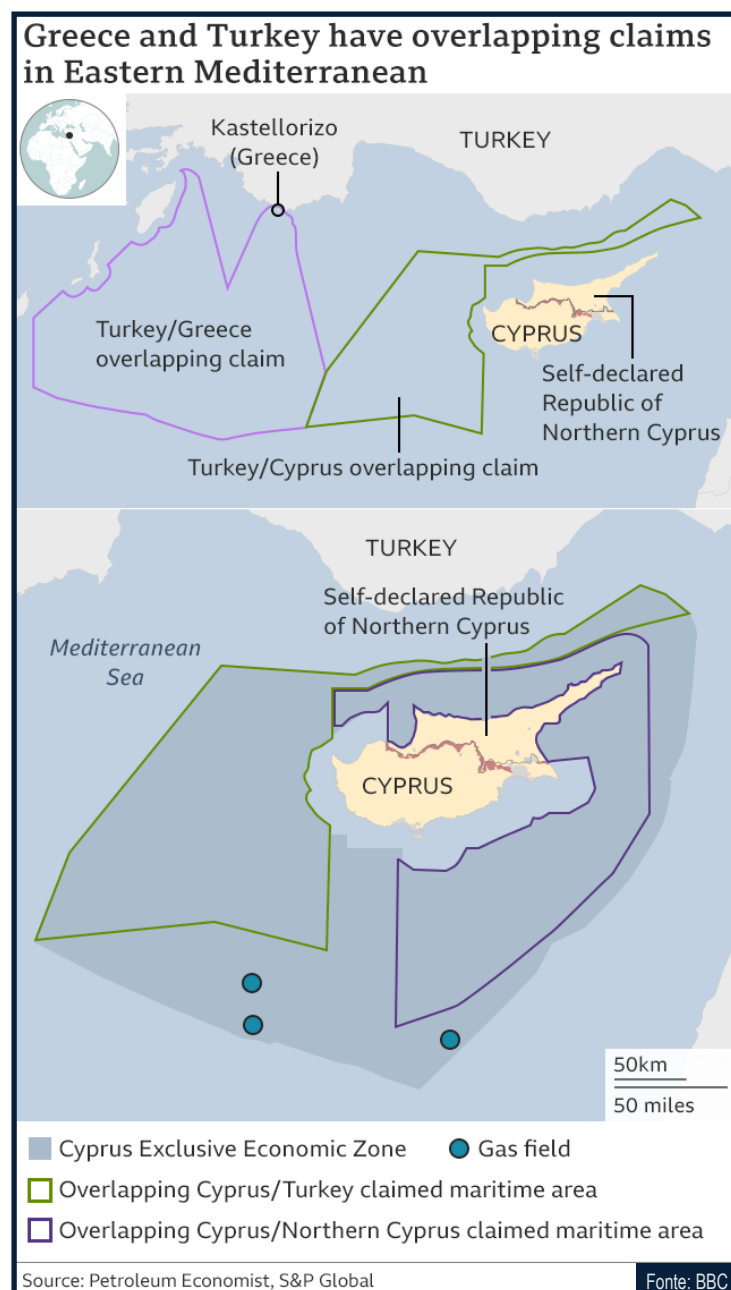 Greece and Turkey have overlapping claims
in Eastern Mediterranean
Kastellorizo
(Greece)
TURKEY
Turkey/Greece
overlapping claim
CYPRUS
Self-declared
Republic of
Northern Cyprus
Turkey/Cyprus overlapping claim
TURKEY
Self-declared Republic
of Northern Cyprus
Mediterranean
Sea
CYPRUS
50km
50 miles
Cyprus Exclusive Economic Zone
Gas field
Overlapping Cyprus/Turkey claimed maritime area
Overlapping Cyprus/Northern Cyprus claimed maritime area
Source: Petroleum Economist, S&P Global
Fonte: BBC